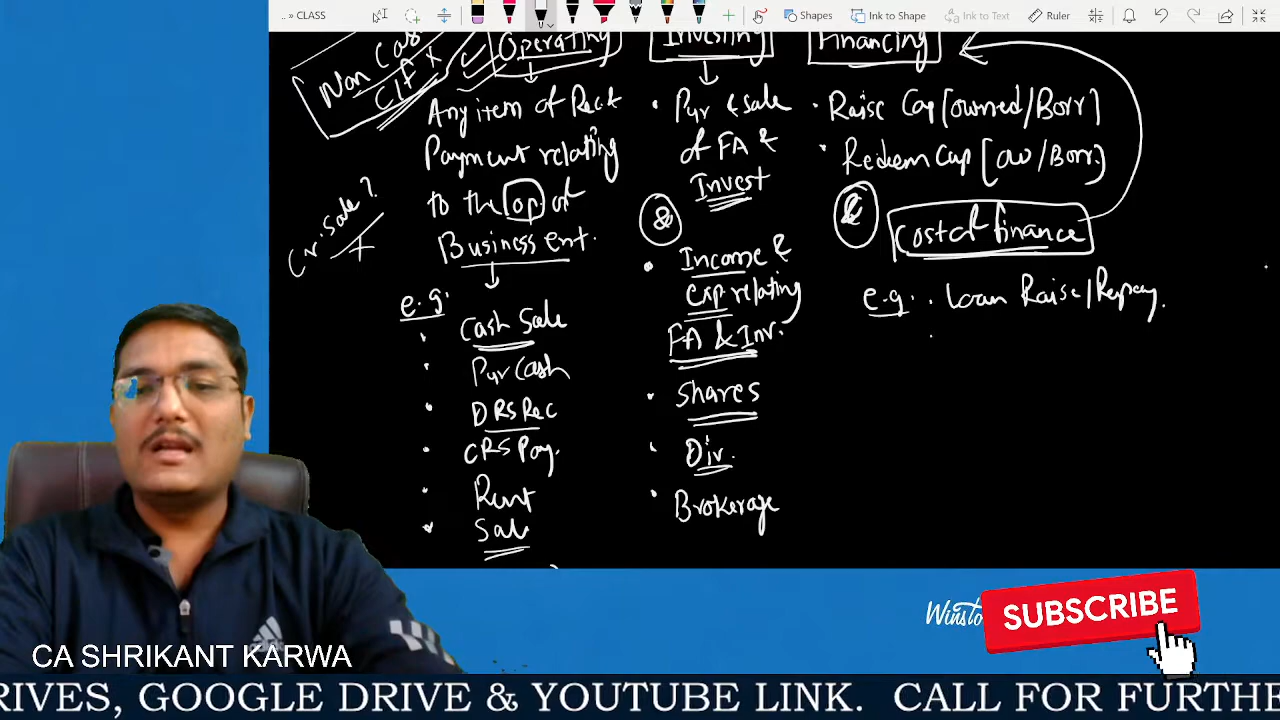 .. » CLASS
Shapes
Ink to Shape
Ink to Text
Ruler
Non Cas
C/F X
Cr. Sale ?
X
Operating
Any item of Rec &
Payment relating
to the op of
Business ent.
e.g.
Cash Sale
Pur Cash
DRS Rec
CRS Pay.
Rent
Sal
Investing
Pur & sale
of FA &
Invest
&
Income &
exp relating
FA & Inv.
Shares
Div.
Brokerage
Financing
Raise Cap [owned/Borr]
Redeem Cap [ow/Borr.]
&
Cost of finance
e.g. . Loan Raise/Repay.
Winsto
SUBSCRIBE
CA SHRIKANT KARWA
RIVES, GOOGLE DRIVE & YOUTUBE LINK. CALL FOR FURTHE